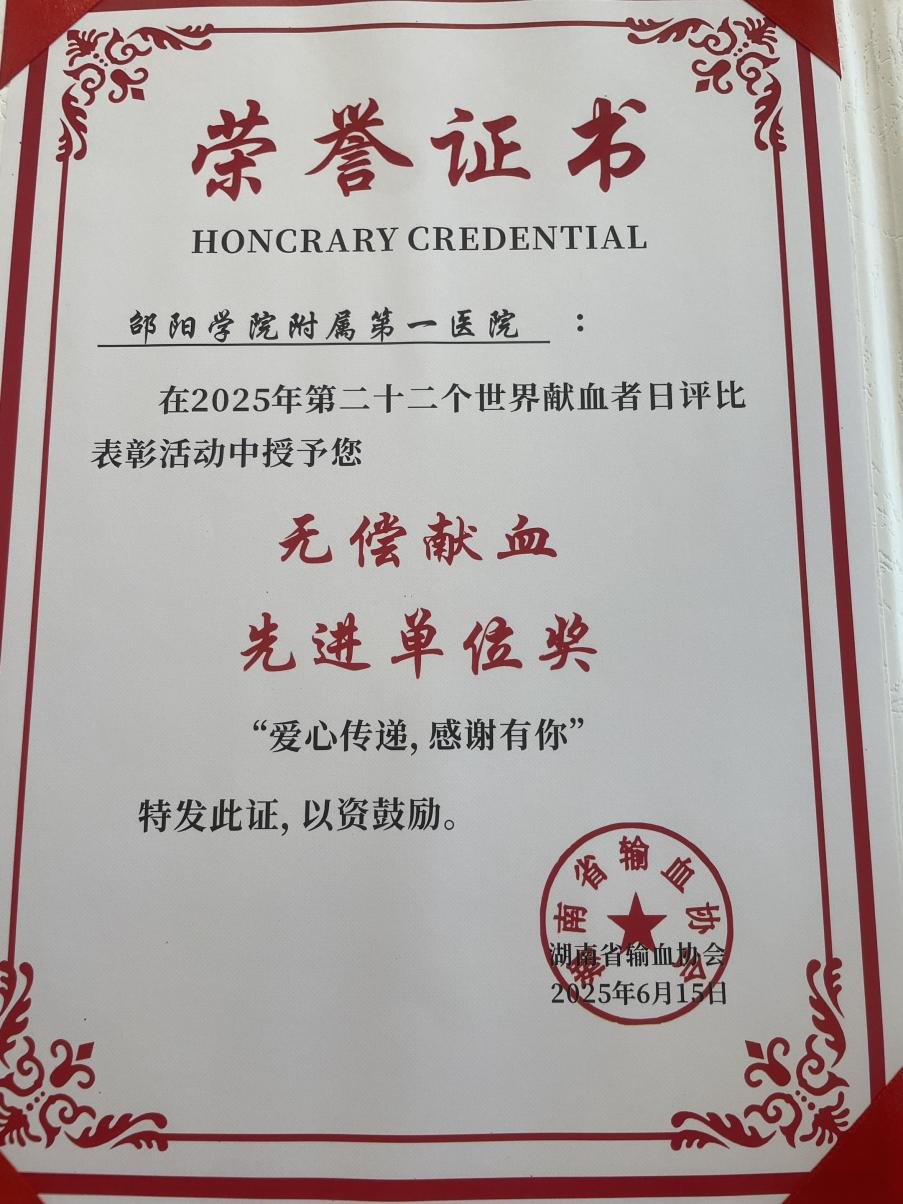 荣誉证书
HONCRARY CREDENTIAL
邵阳学院附属第一医院：
在2025年第二十二个世界献血者日评比
表彰活动中授予您
无偿献血
先进单位奖
“爱心传递, 感谢有你”
特发此证, 以资鼓励。
湖南省输血协会
湖南省输血协会
2025年6月15日